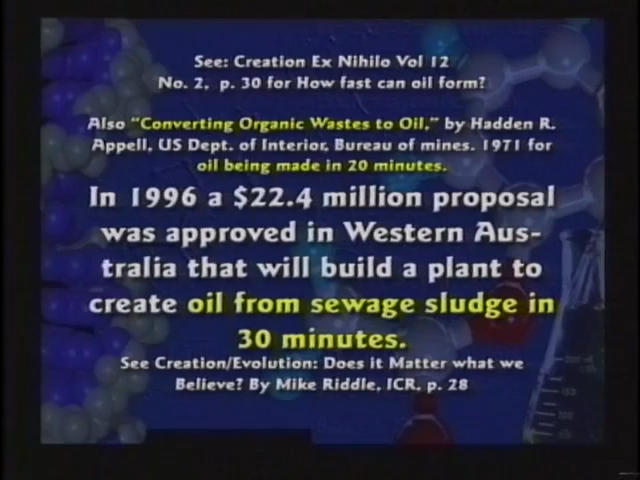 See: Creation Ex Nihilo Vol 12
No. 2, p. 30 for How fast can oil form?
Also "Converting Organic Wastes to Oil," by Hadden R.
Appell, US Dept. of Interior, Bureau of mines. 1971 for
oil being made in 20 minutes.
In 1996 a $22.4 million proposal
was approved in Western Aus-
tralia that will build a plant to
create oil from sewage sludge in
30 minutes.
See Creation/Evolution: Does it Matter what we
Believe? By Mike Riddle, ICR, p. 28